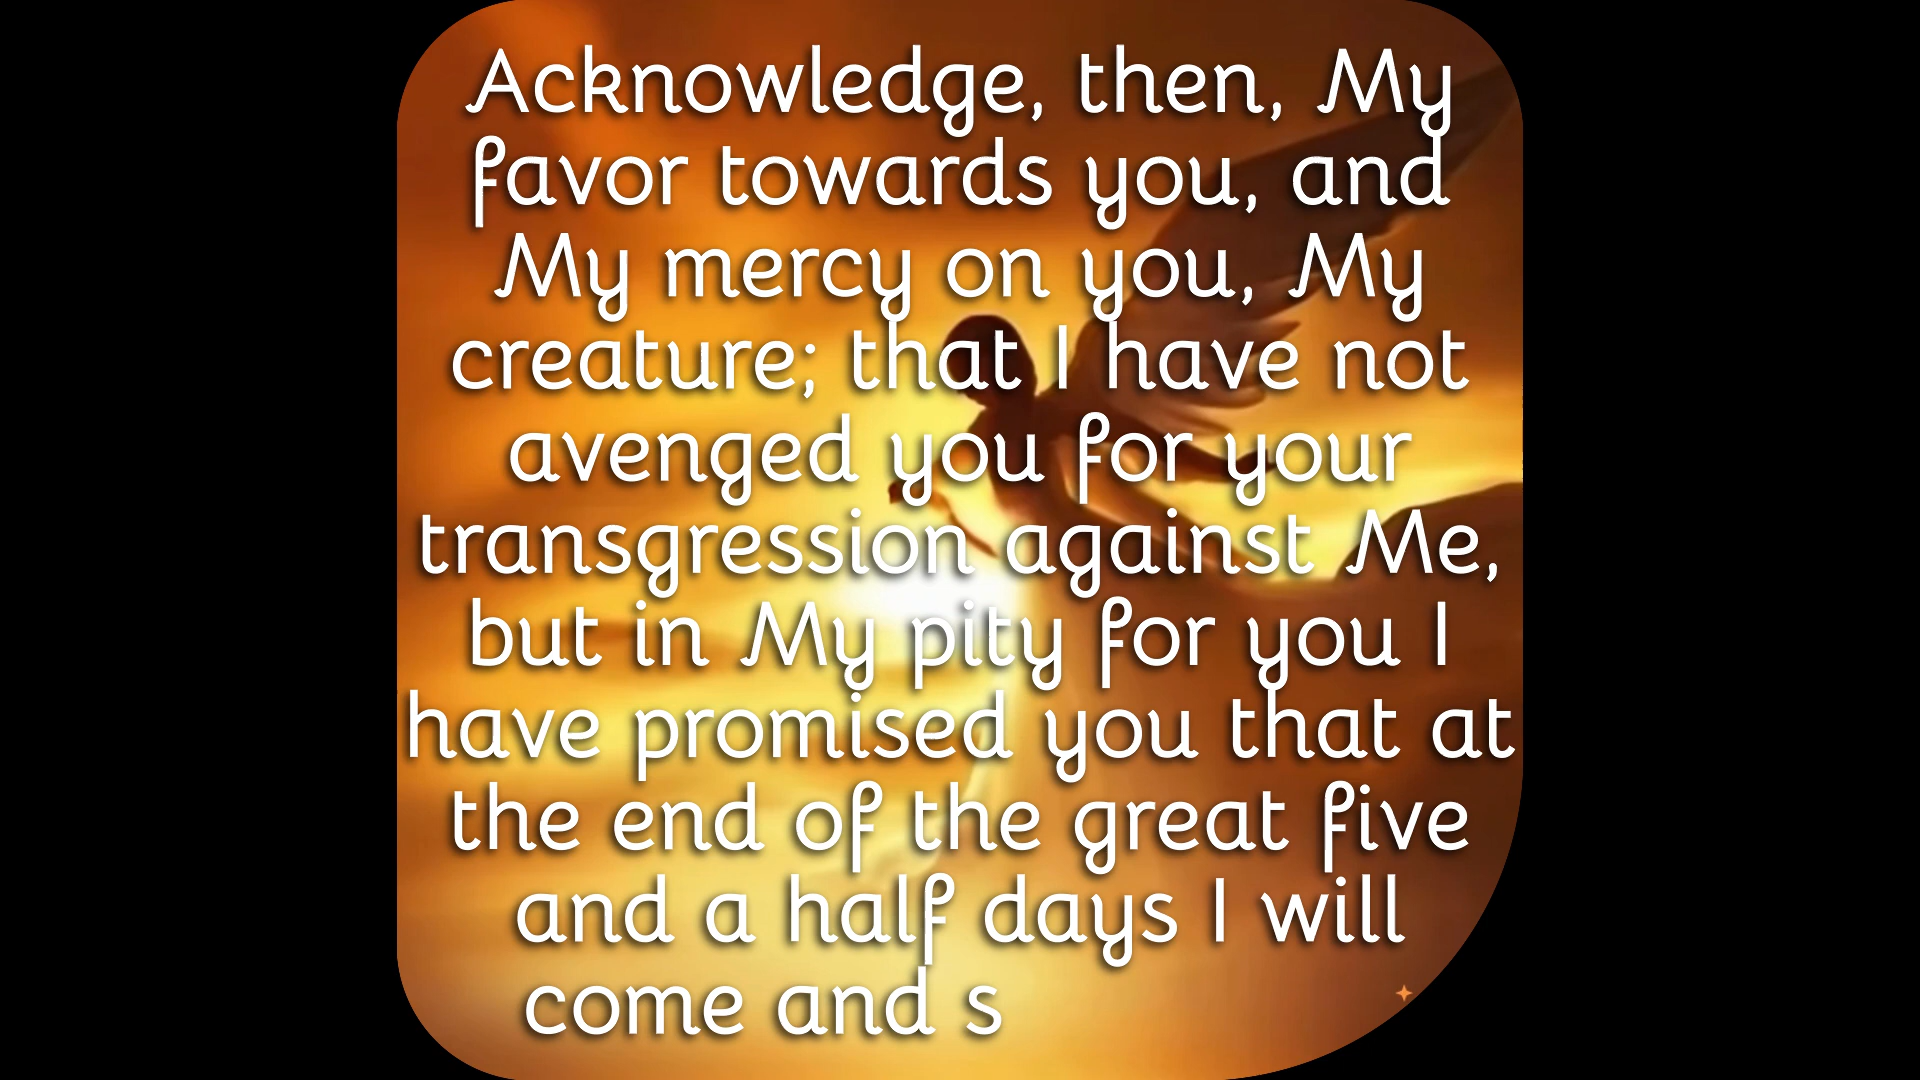 Acknowledge, then, My
favor towards you, and
My mercy on you, My
creature; that I have not
avenged you for your
transgression against Me,
but in My pity for you I
have promised you that at
the end of the great five
and a half days I will
come and s